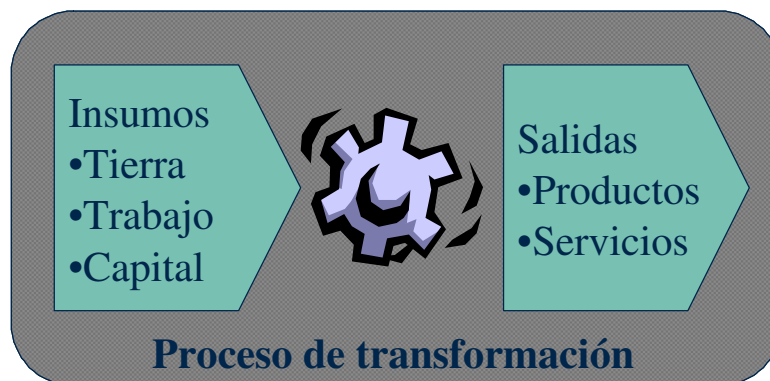 Insumos
•Tierra
•Trabajo
•Capital
Salidas
•Productos
•Servicios
Proceso de transformación